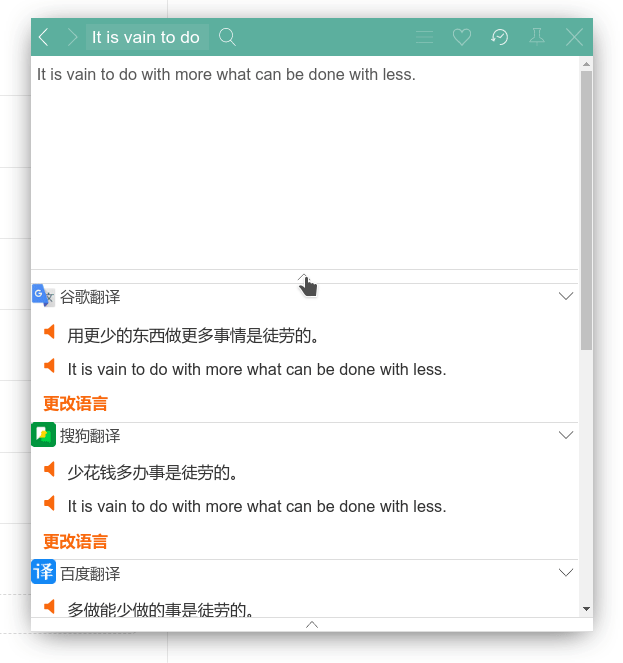 It is vain to do
It is vain to do with more what can be done with less.
谷歌翻译
用更少的东西做更多事情是徒劳的。
It is vain to do with more what can be done with less.
更改语言
搜狗翻译
少花钱多办事是徒劳的。
It is vain to do with more what can be done with less.
更改语言
译 百度翻译
多做能少做的事是徒劳的。